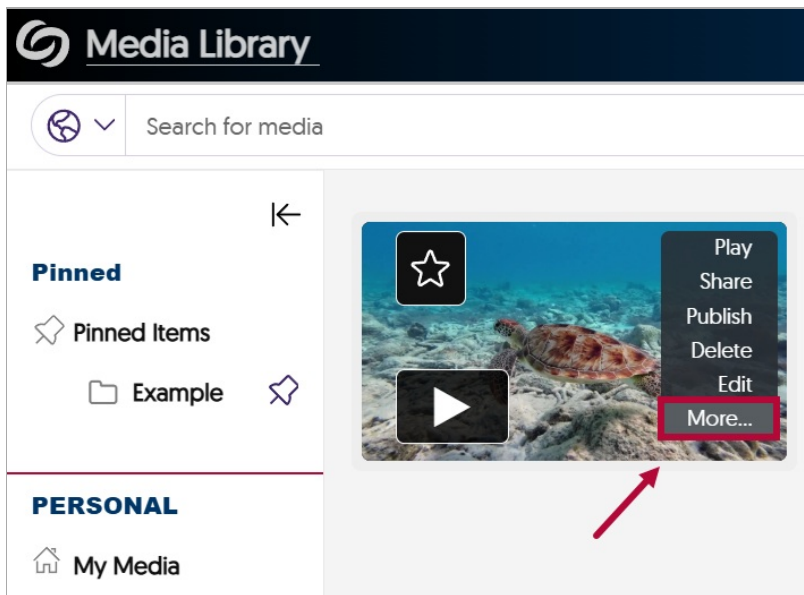 Media Library
Search for media
Pinned
Pinned Items
Example
PERSONAL
My Media
Play
Share
Publish
Delete
Edit
More...